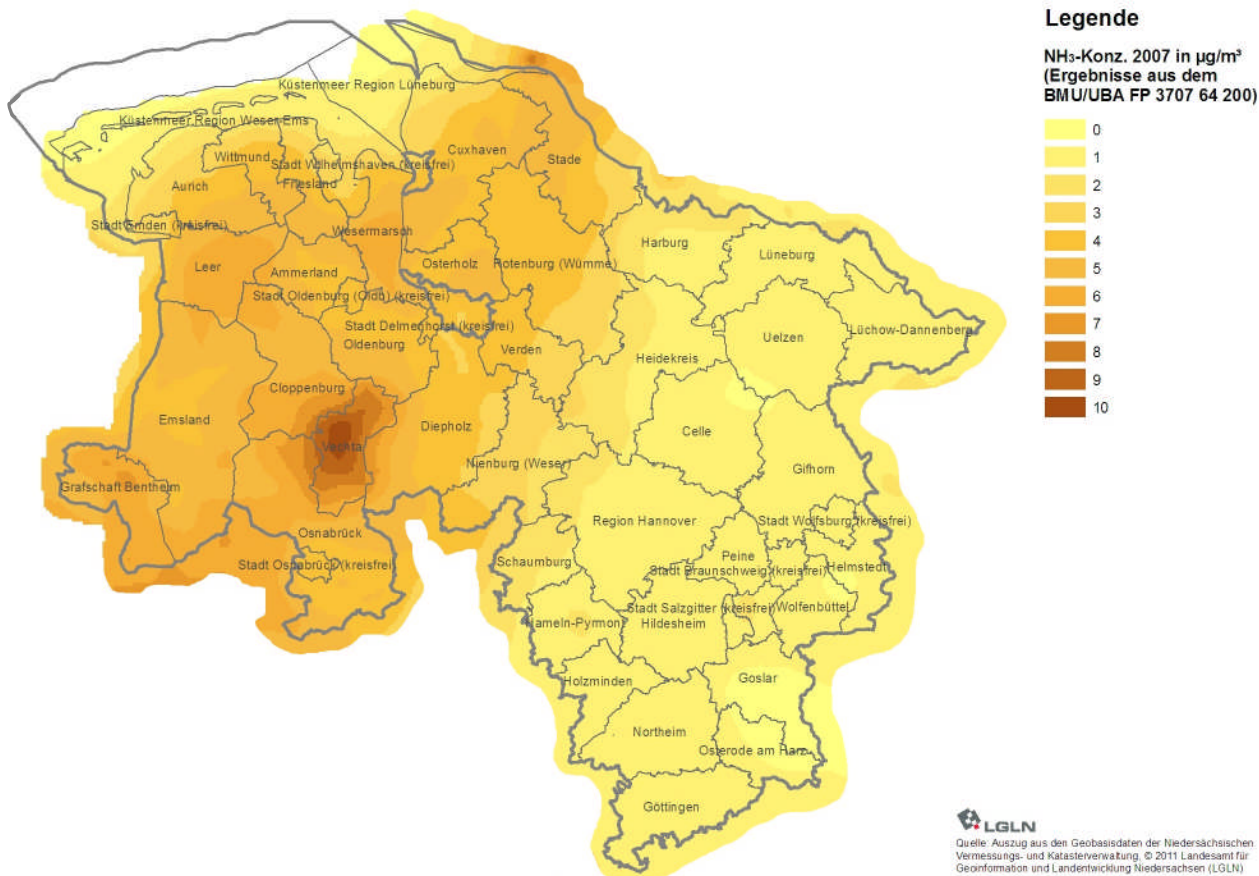 Legende
NH₃-Konz. 2007 in µg/m³
(Ergebnisse aus dem
BMU/UBA FP 3707 64 200)
0
1
2
3
4
5
6
7
8
9
10
Küstenmeer Region Lüneburg
Küstenmeer Region Weser-Ems
Cuxhaven
Wittmund
Stadt Wilhelmshaven (kreisfrei)
Stade
Aurich
Friesland
Stadt Emden (kreisfrei)
Wesermarsch
Harburg
Lüneburg
Leer
Ammerland
Osterholz
Rotenburg (Wümme)
Stadt Oldenburg (Oldb) (kreisfrei)
Lüchow-Dannenberg
Stadt Delmenhorst (kreisfrei)
Oldenburg
Verden
Heidekreis
Uelzen
Cloppenburg
Emsland
Diepholz
Celle
Vechta
Nienburg (Weser)
Gifhorn
Grafschaft Bentheim
Region Hannover
Stadt Wolfsburg (kreisfrei)
Osnabrück
Peine
Schaumburg
Stadt Osnabrück (kreisfrei)
Stadt Braunschweig (kreisfrei)
Helmstedt
Stadt Salzgitter (kreisfrei)
Wolfenbüttel
Hameln-Pyrmont
Hildesheim
Holzminden
Goslar
Northeim
Osterode am Harz
Göttingen
LGLN
Quelle: Auszug aus den Geobasisdaten der Niedersächsischen
Vermessungs- und Katasterverwaltung, © 2011 Landesamt für
Geoinformation und Landentwicklung Niedersachsen (LGLN)